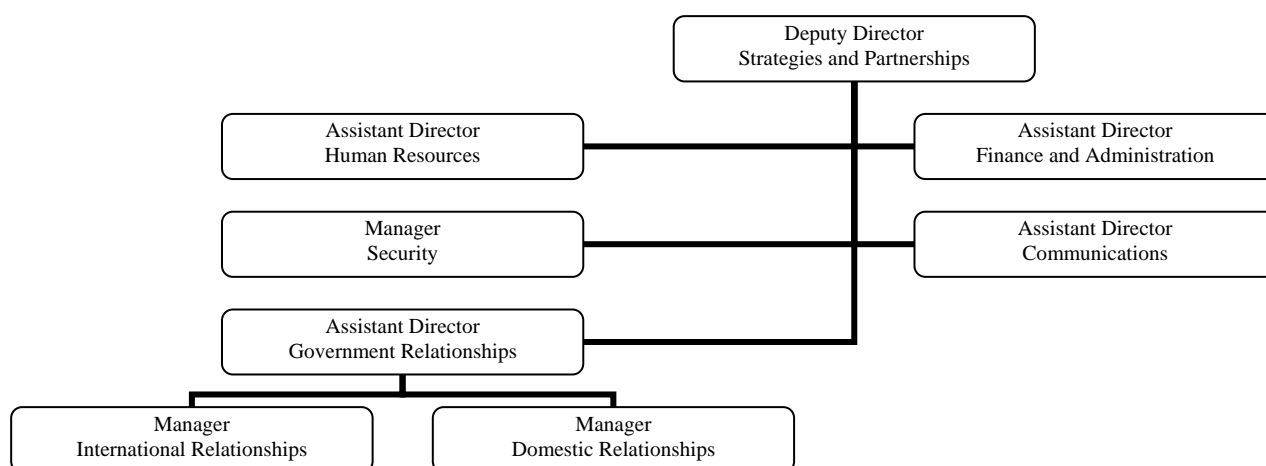 Deputy Director
Strategies and Partnerships
Assistant Director
Human Resources
Assistant Director
Finance and Administration
Manager
Security
Assistant Director
Communications
Assistant Director
Government Relationships
Manager
International Relationships
Manager
Domestic Relationships